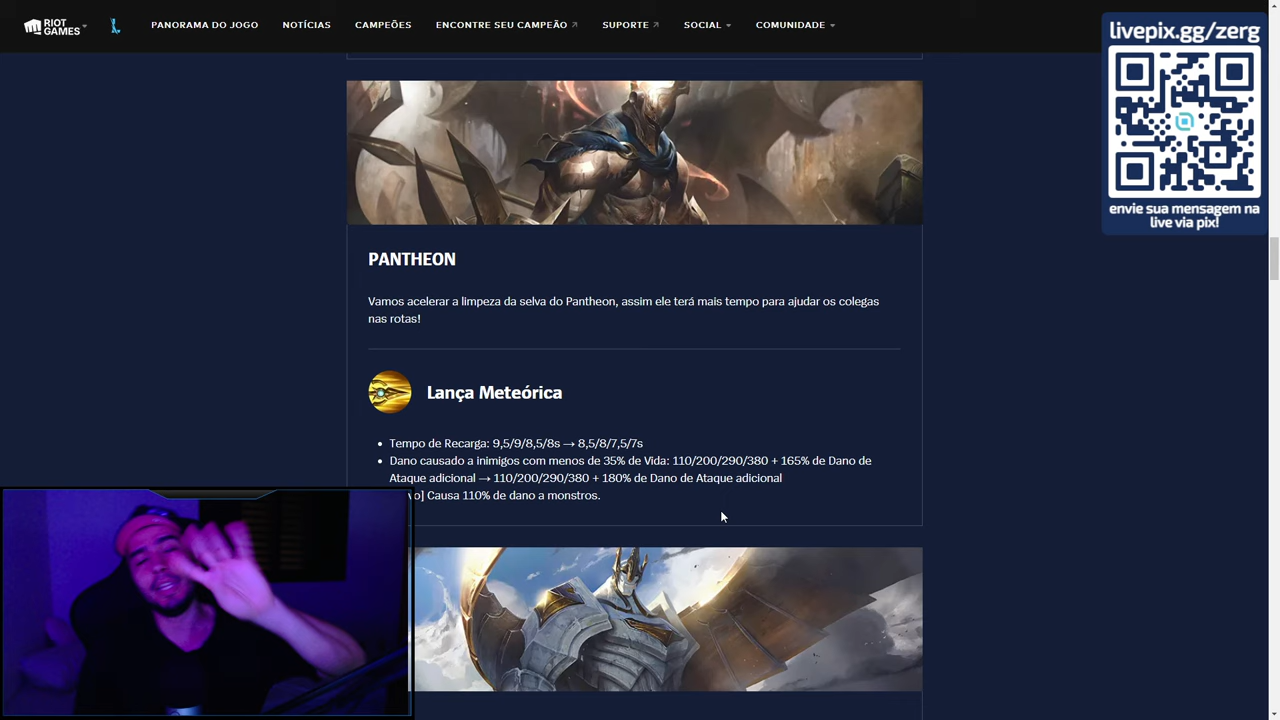 RIOT
GAMES
PANORAMA DO JOGO
NOTÍCIAS
CAMPEÕES
ENCONTRE SEU CAMPEÃO
SUPORTE
SOCIAL
COMUNIDADE
livepix.gg/zerg
envie sua mensagem na
live via pix!
PANTHEON
Vamos acelerar a limpeza da selva do Pantheon, assim ele terá mais tempo para ajudar os colegas
nas rotas!
Lança Meteórica
Tempo de Recarga: 9,5/9/8,5/8s → 8,5/8/7,5/7s
Dano causado a inimigos com menos de 35% de Vida: 110/200/290/380 + 165% de Dano de
Ataque adicional → 110/200/290/380 + 180% de Dano de Ataque adicional
Causa 110% de dano a monstros.